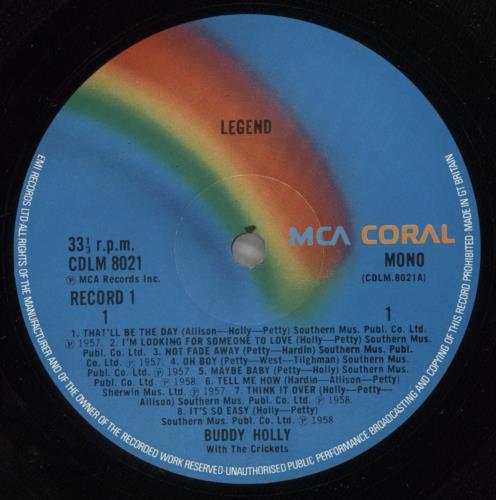 LEGEND
MCA CORAL
33⅓ r.p.m.
CDLM 8021
Ⓟ MCA Records Inc.
RECORD 1
1
MONO
(CDLM.8021A)
1
1. THAT'LL BE THE DAY (Allison—Holly—Petty) Southern Mus. Publ. Co. Ltd.
Ⓟ 1957. 2. I'M LOOKING FOR SOMEONE TO LOVE (Holly—Petty) Southern Mus.
Publ. Co. Ltd. 3. NOT FADE AWAY (Petty—Hardin) Southern Mus. Publ. Co.
Ltd. Ⓟ 1957. 4. OH BOY (Petty—West—Tilghman) Southern Mus. Publ. Co.
Ltd. Ⓟ 1957. 5. MAYBE BABY (Petty—Holly) Southern Mus.
Publ. Co. Ltd. Ⓟ 1958. 6. TELL ME HOW (Hardin—Allison—Petty)
Sherwin Mus. Ltd. Ⓟ 1957. 7. THINK IT OVER (Holly—Petty—
Allison) Southern Mus. Publ. Co. Ltd. Ⓟ 1958.
8. IT'S SO EASY (Holly—Petty)
Southern Mus. Publ. Co. Ltd. Ⓟ 1958
BUDDY HOLLY
With The Crickets
EMI RECORDS LTD·ALL RIGHTS OF THE MANUFACTURER AND OF THE OWNER OF THE RECORDED WORK RESERVED·UNAUTHORISED PUBLIC PERFORMANCE BROADCASTING AND COPYING OF THIS RECORD PROHIBITED·MADE IN GT BRITAIN